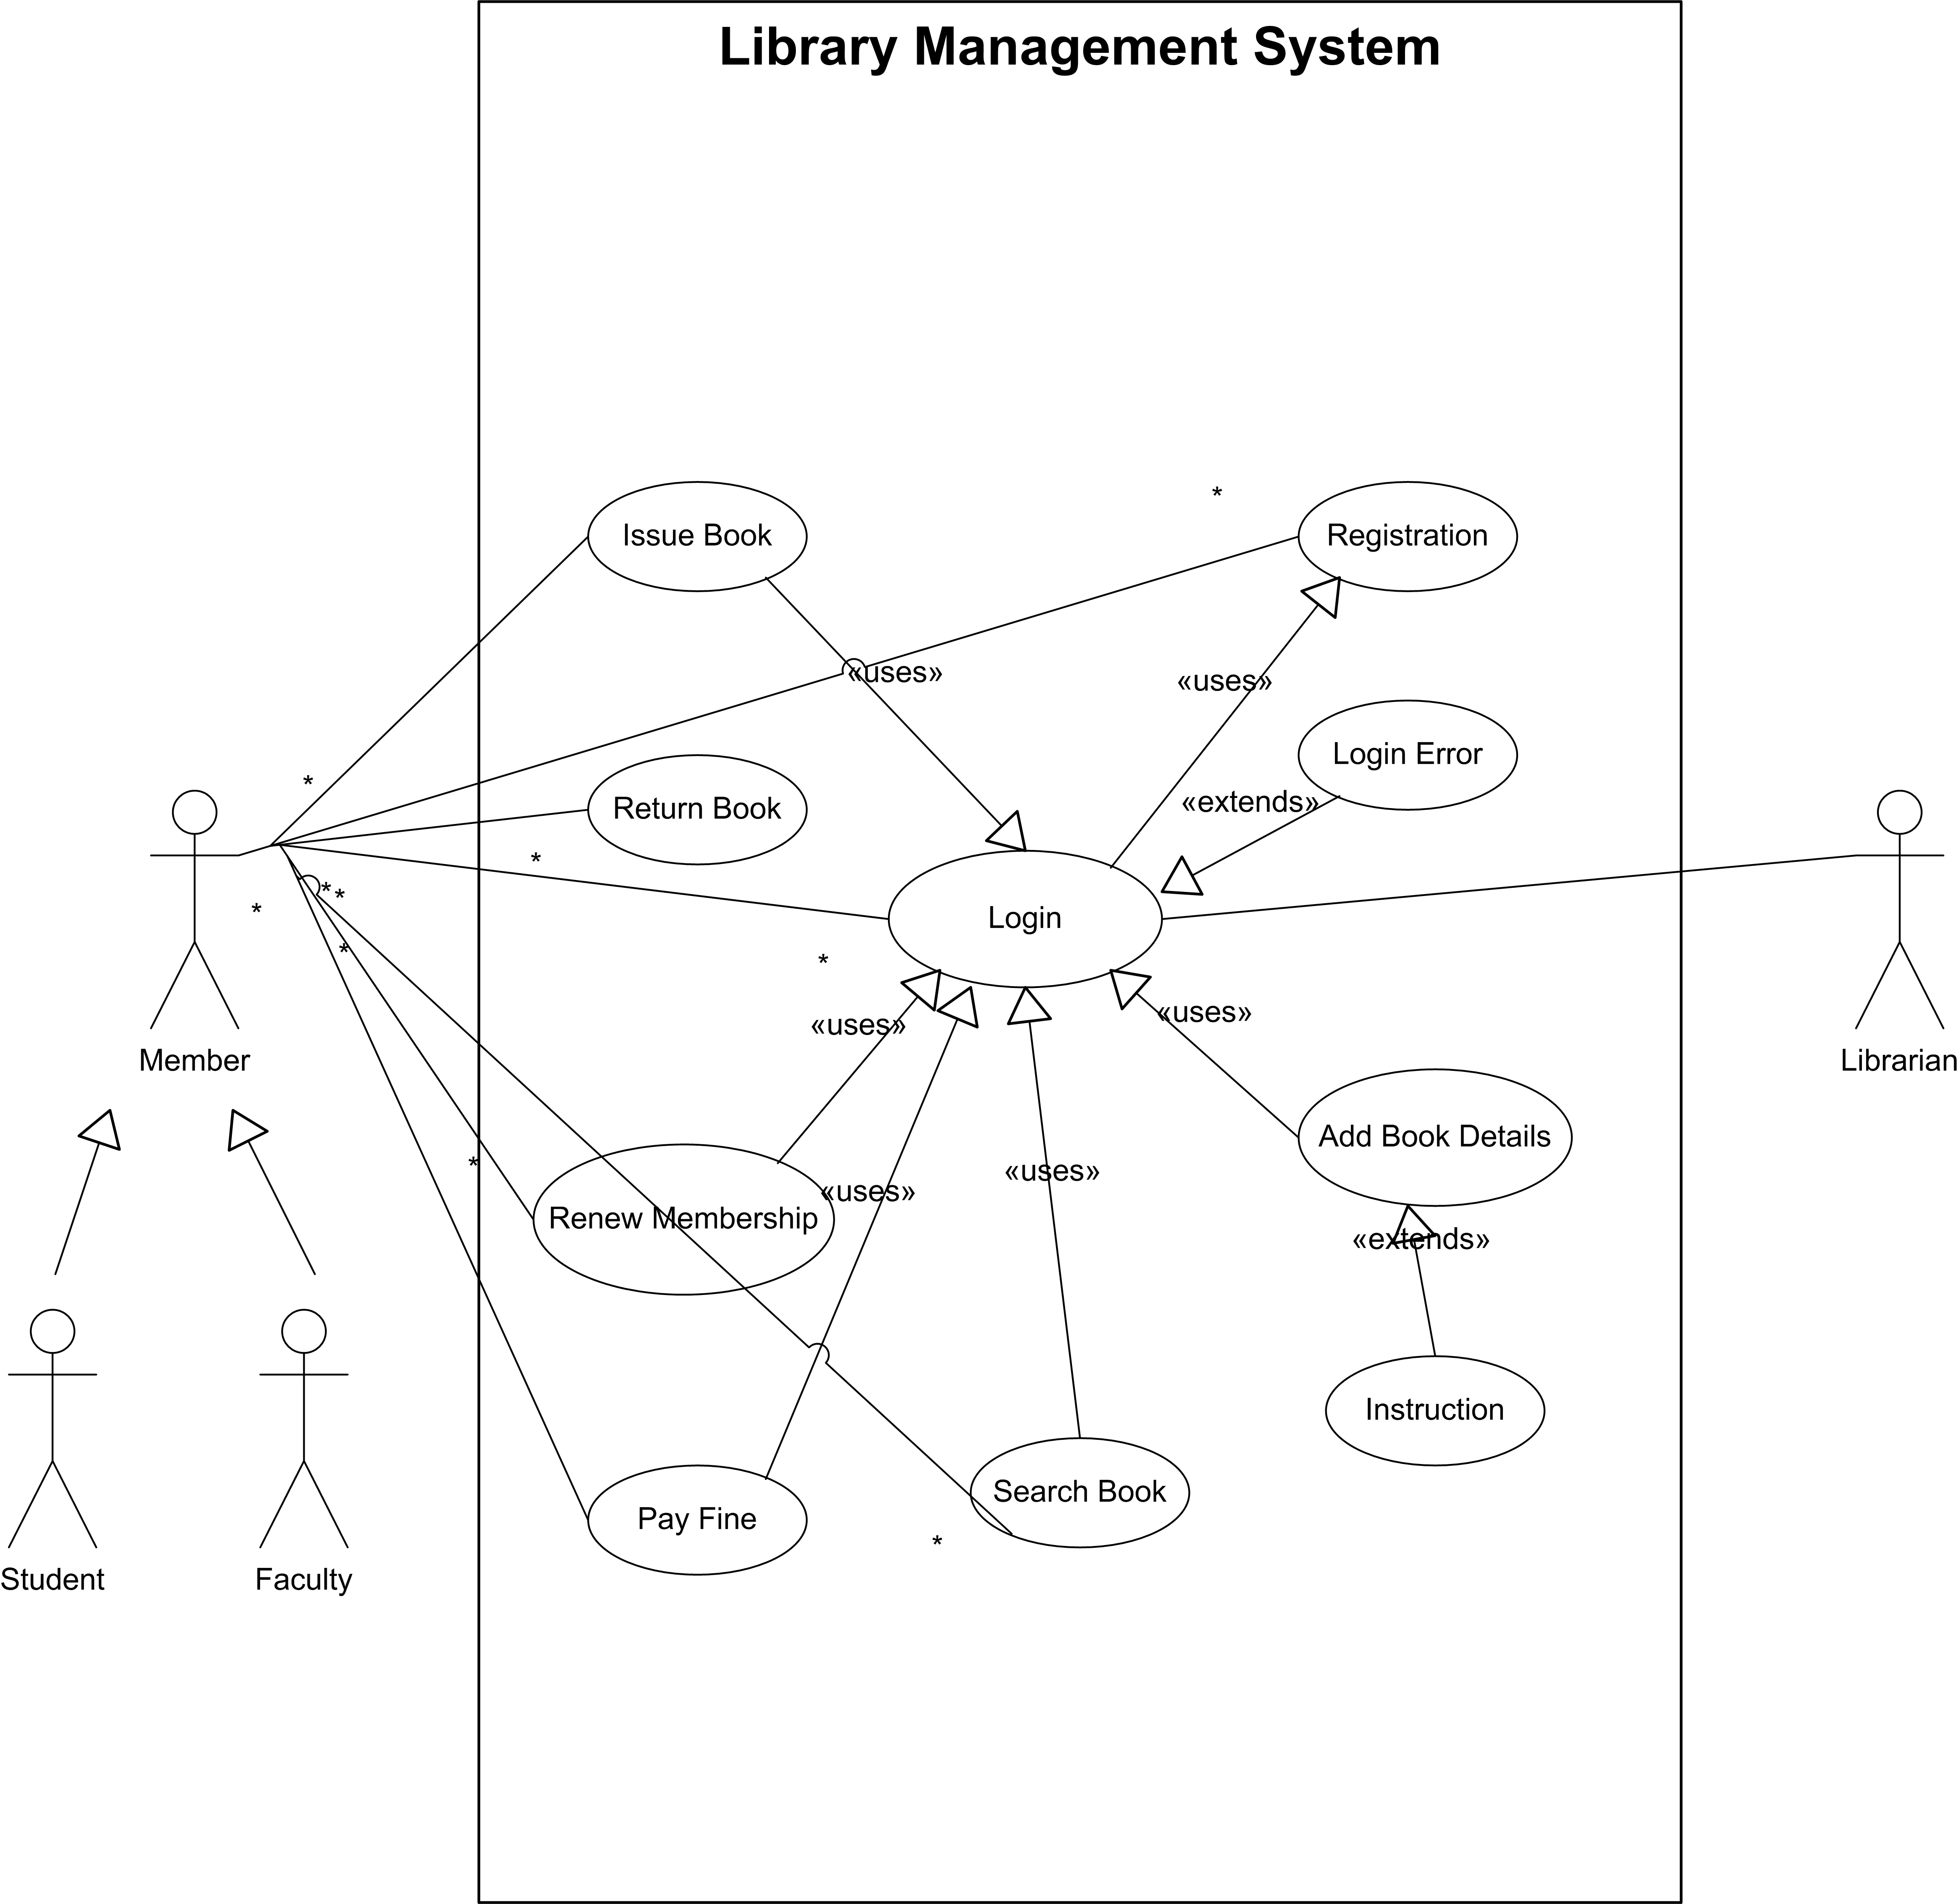 Library Management System
*
Issue Book
Registration
«uses»
«uses»
Login Error
*
«extends»
Return Book
*
*
*
*
Login
*
*
«uses»
«uses»
Member
Librarian
Add Book Details
*
«uses»
«uses»
Renew Membership
«extends»
Instruction
Search Book
Pay Fine
*
Student
Faculty